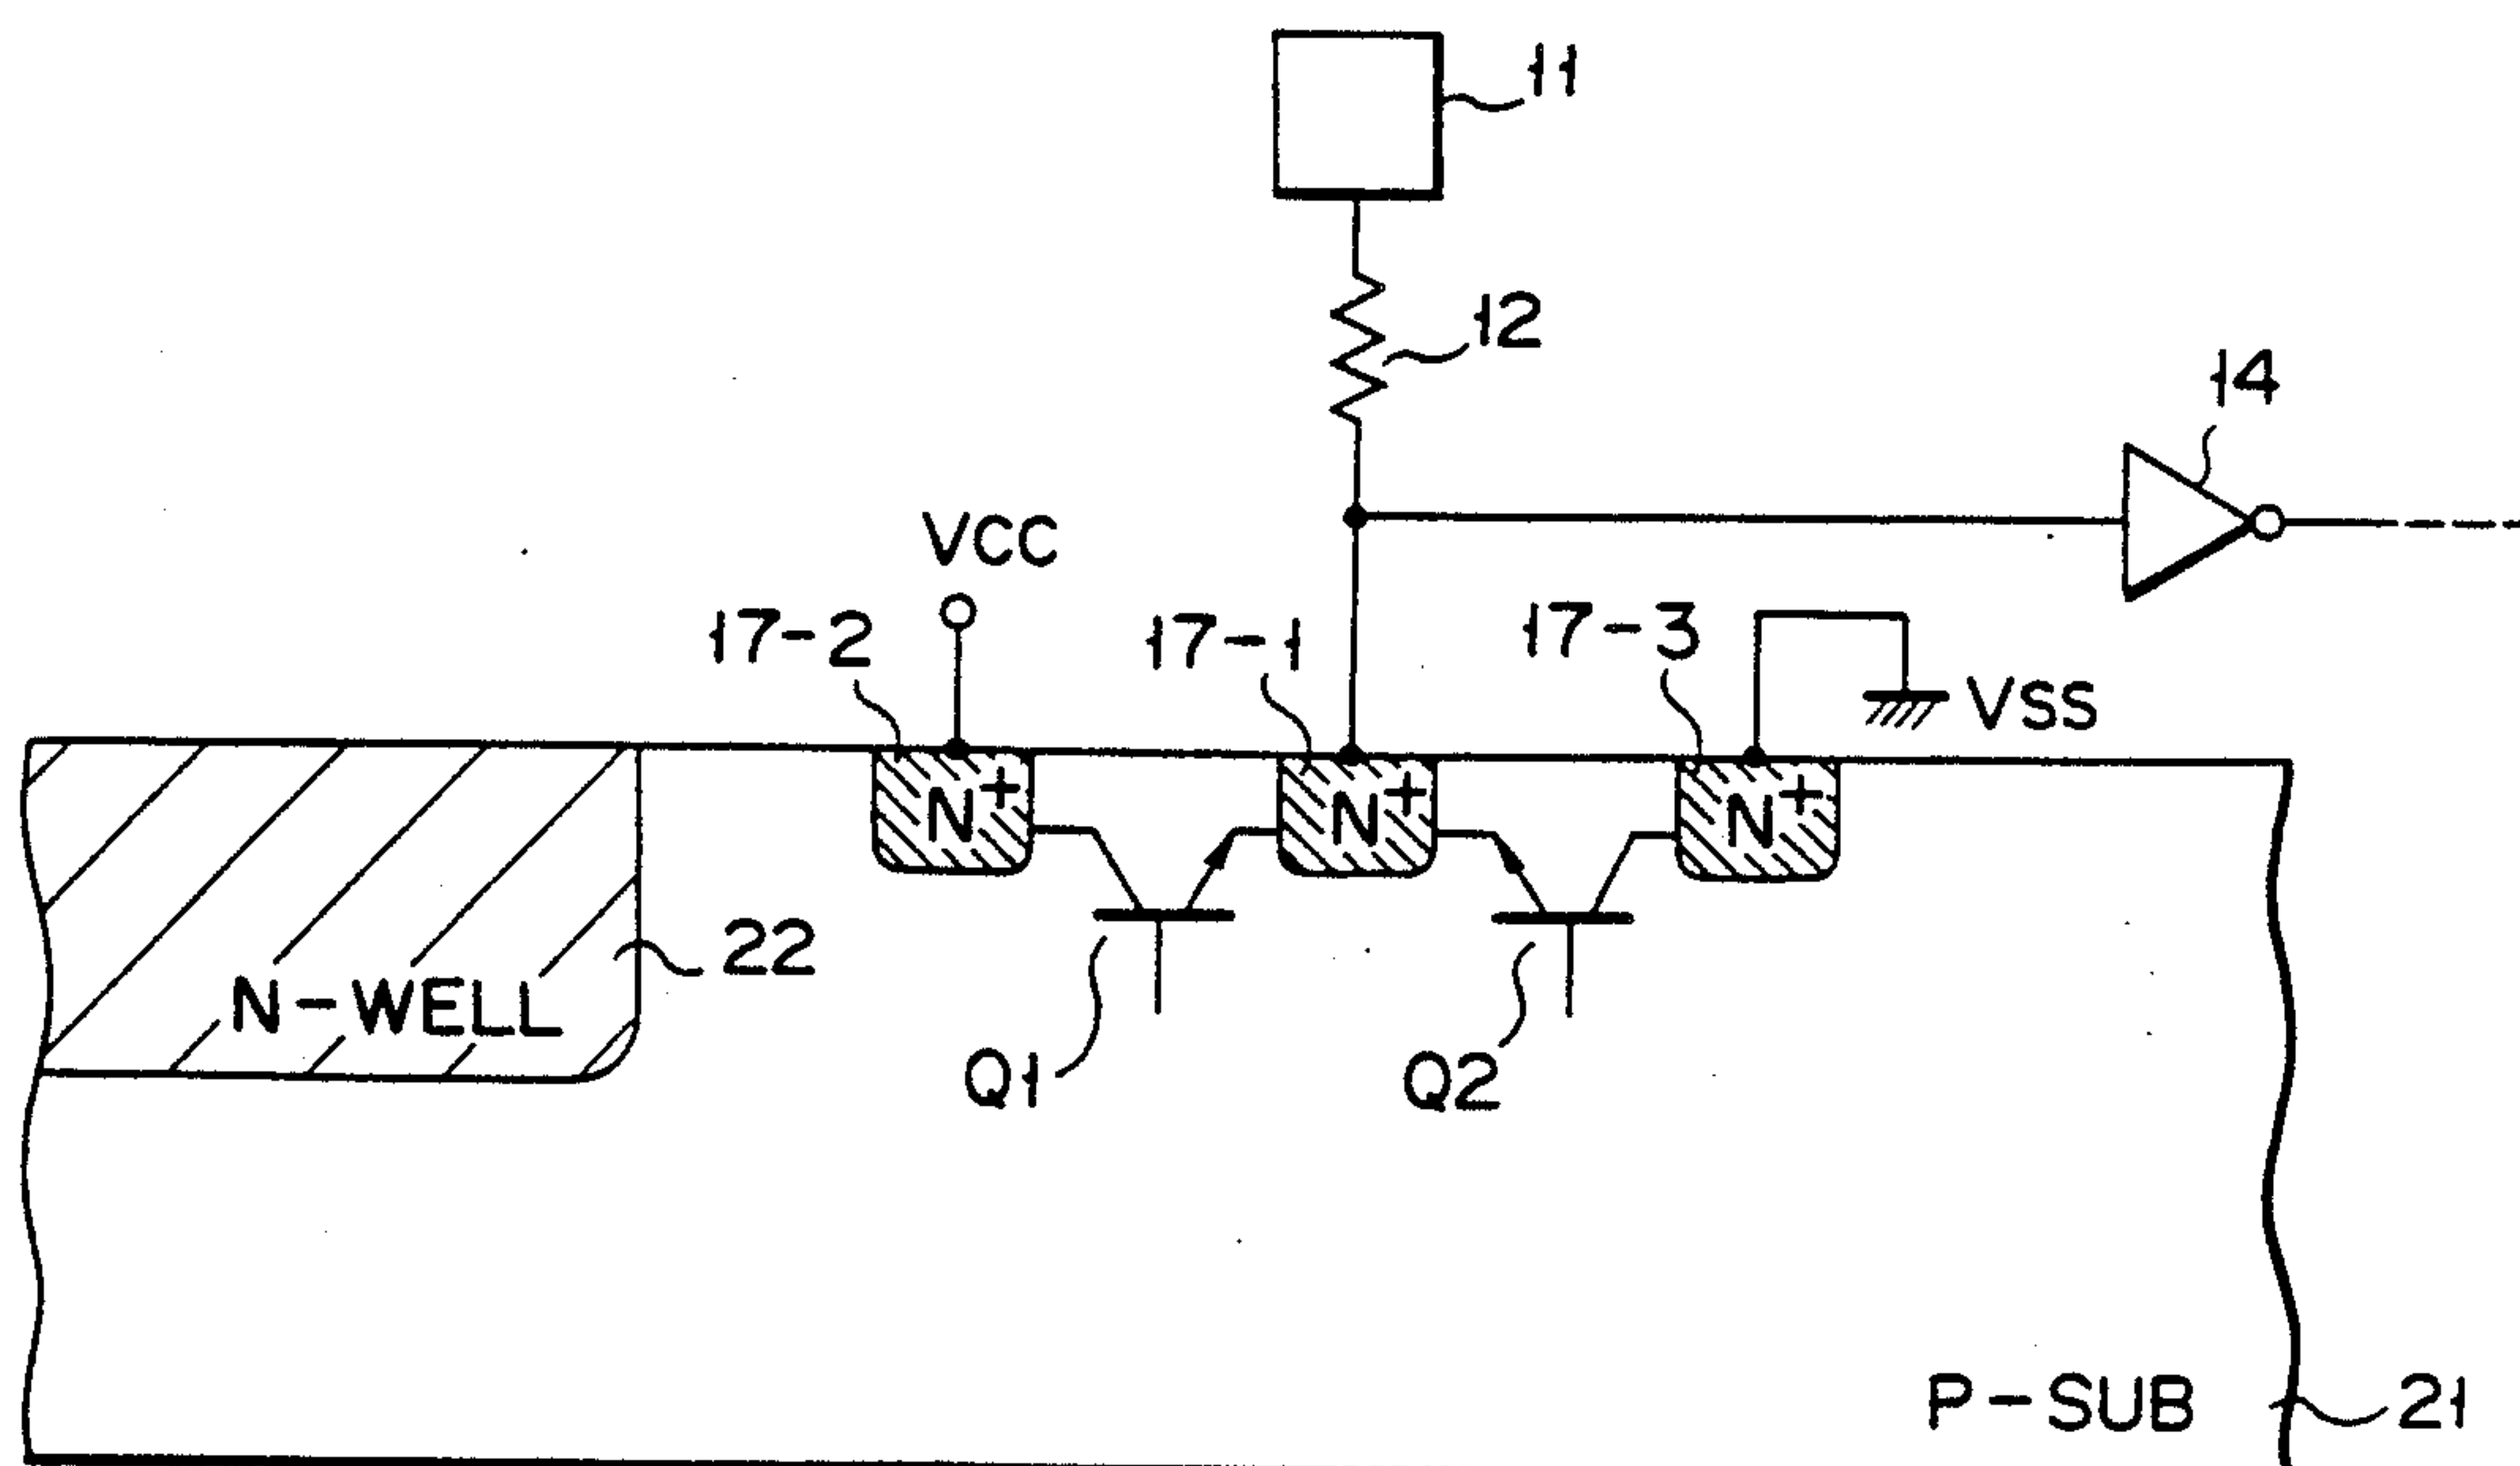 11
12
14
VCC
17-2
17-1
17-3
VSS
N+
N+
N+
22
N-WELL
Q1
Q2
P-SUB
21